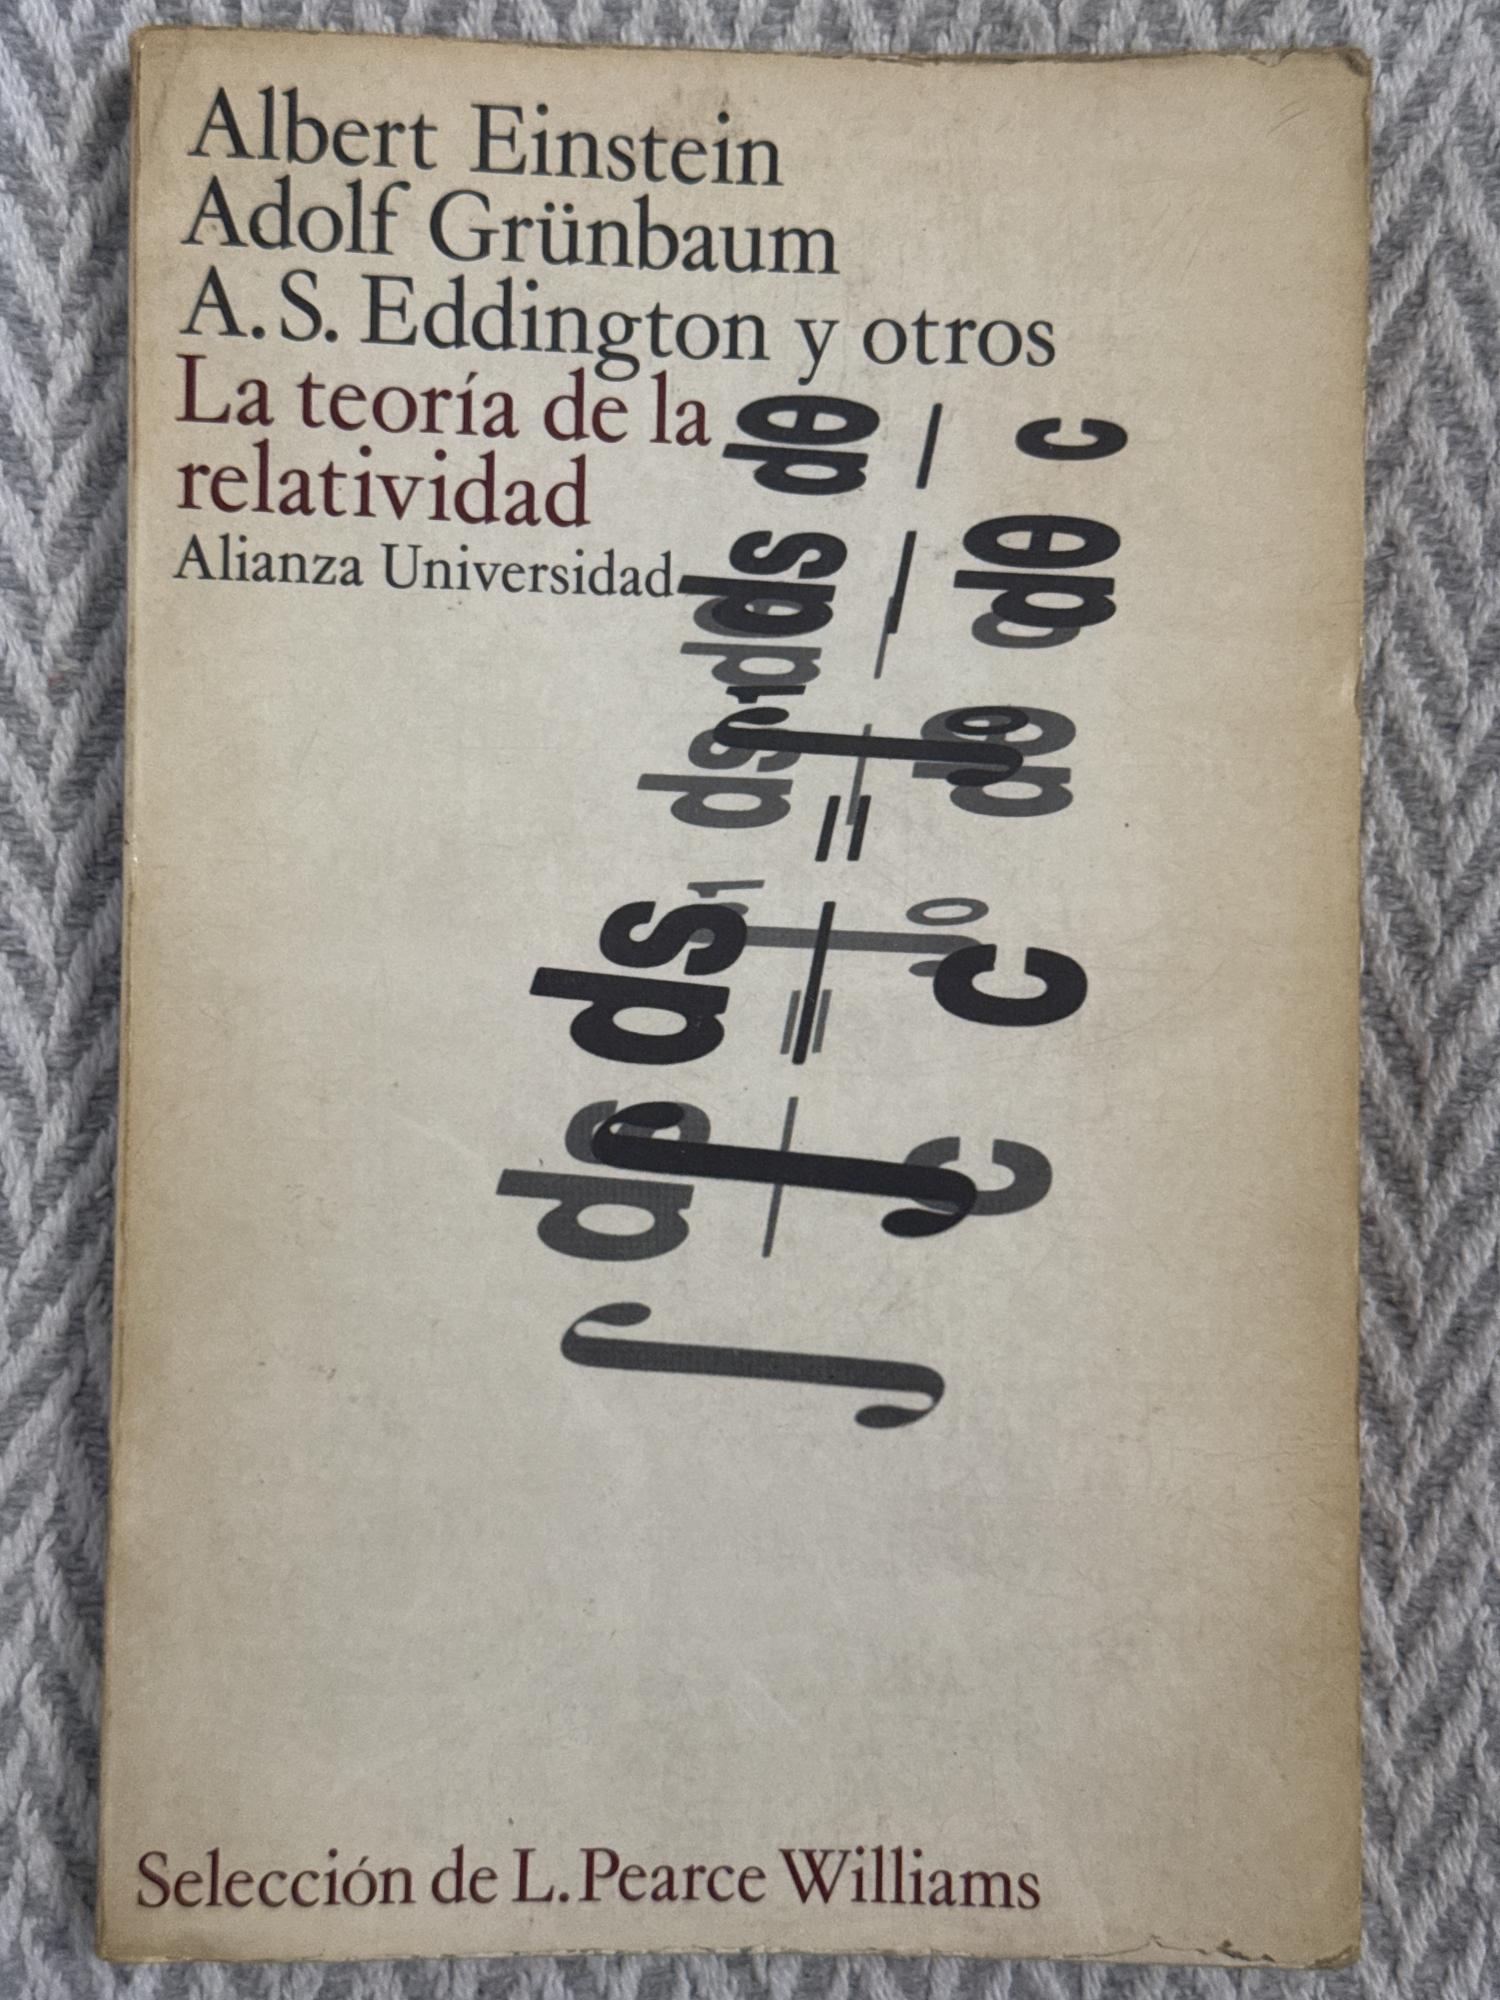 Albert Einstein
Adolf Grünbaum
A. S. Eddington y otros
La teoría de la
relatividad
Alianza Universidad
Selección de L. Pearce Williams